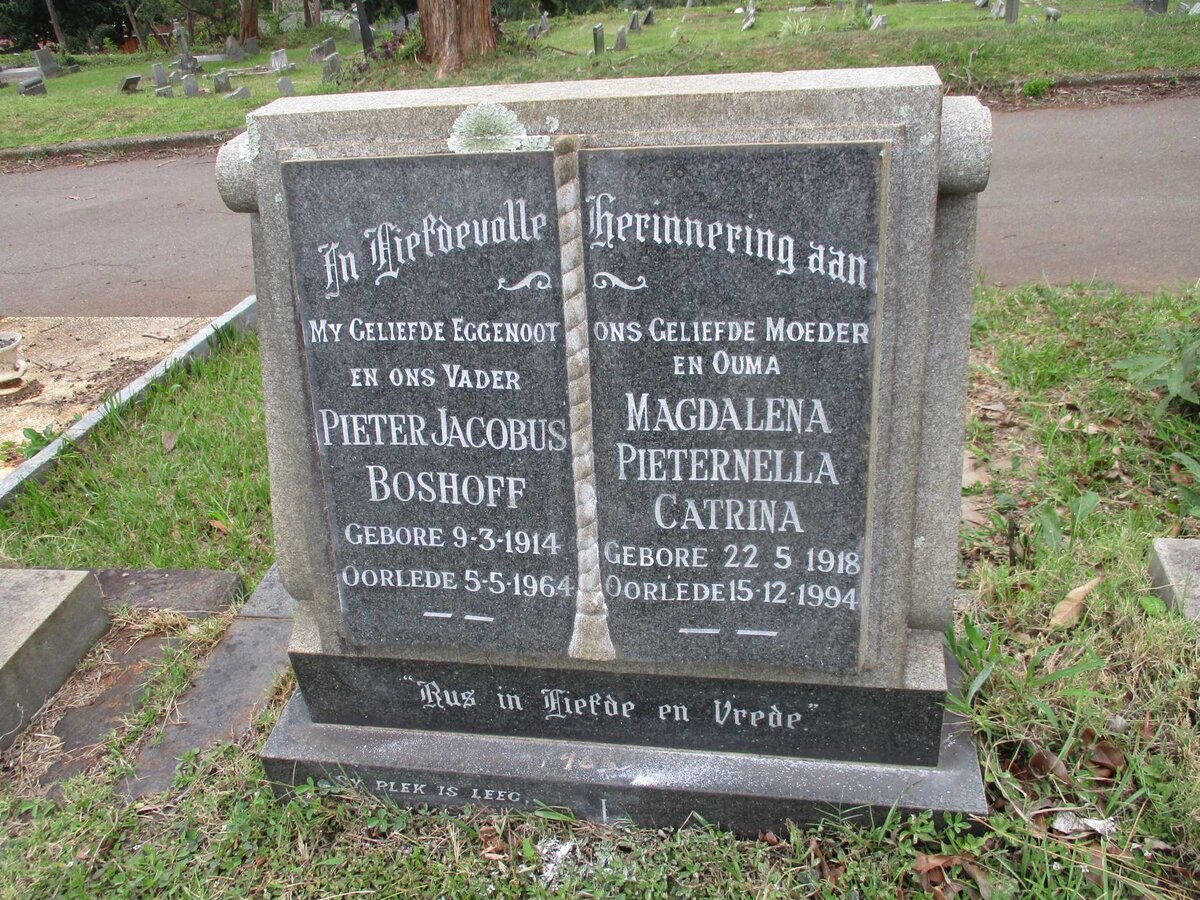 In Liefdevolle Herinnering aan
My Geliefde Eggenoot
en ons Vader
Pieter Jacobus
Boshoff
Gebore 9-3-1914
Oorlede 5-5-1964
ons Geliefde Moeder
en Ouma
Magdalena
Pieternella
Catrina
Gebore 22 5 1918
Oorlede 15-12-1994
"Rus in Liefde en Vrede"
PLEK IS LEEG